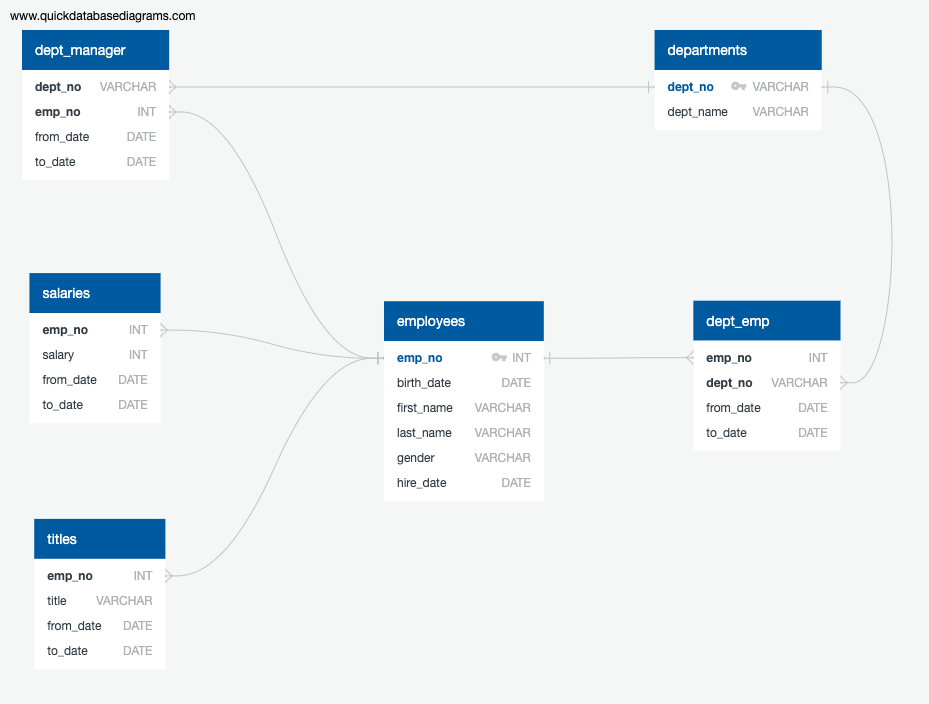 www.quickdatabasediagrams.com
dept_manager
dept_no VARCHAR
emp_no INT
from_date DATE
to_date DATE
departments
dept_no VARCHAR
dept_name VARCHAR
salaries
emp_no INT
salary INT
from_date DATE
to_date DATE
employees
emp_no INT
birth_date DATE
first_name VARCHAR
last_name VARCHAR
gender VARCHAR
hire_date DATE
dept_emp
emp_no INT
dept_no VARCHAR
from_date DATE
to_date DATE
titles
emp_no INT
title VARCHAR
from_date DATE
to_date DATE